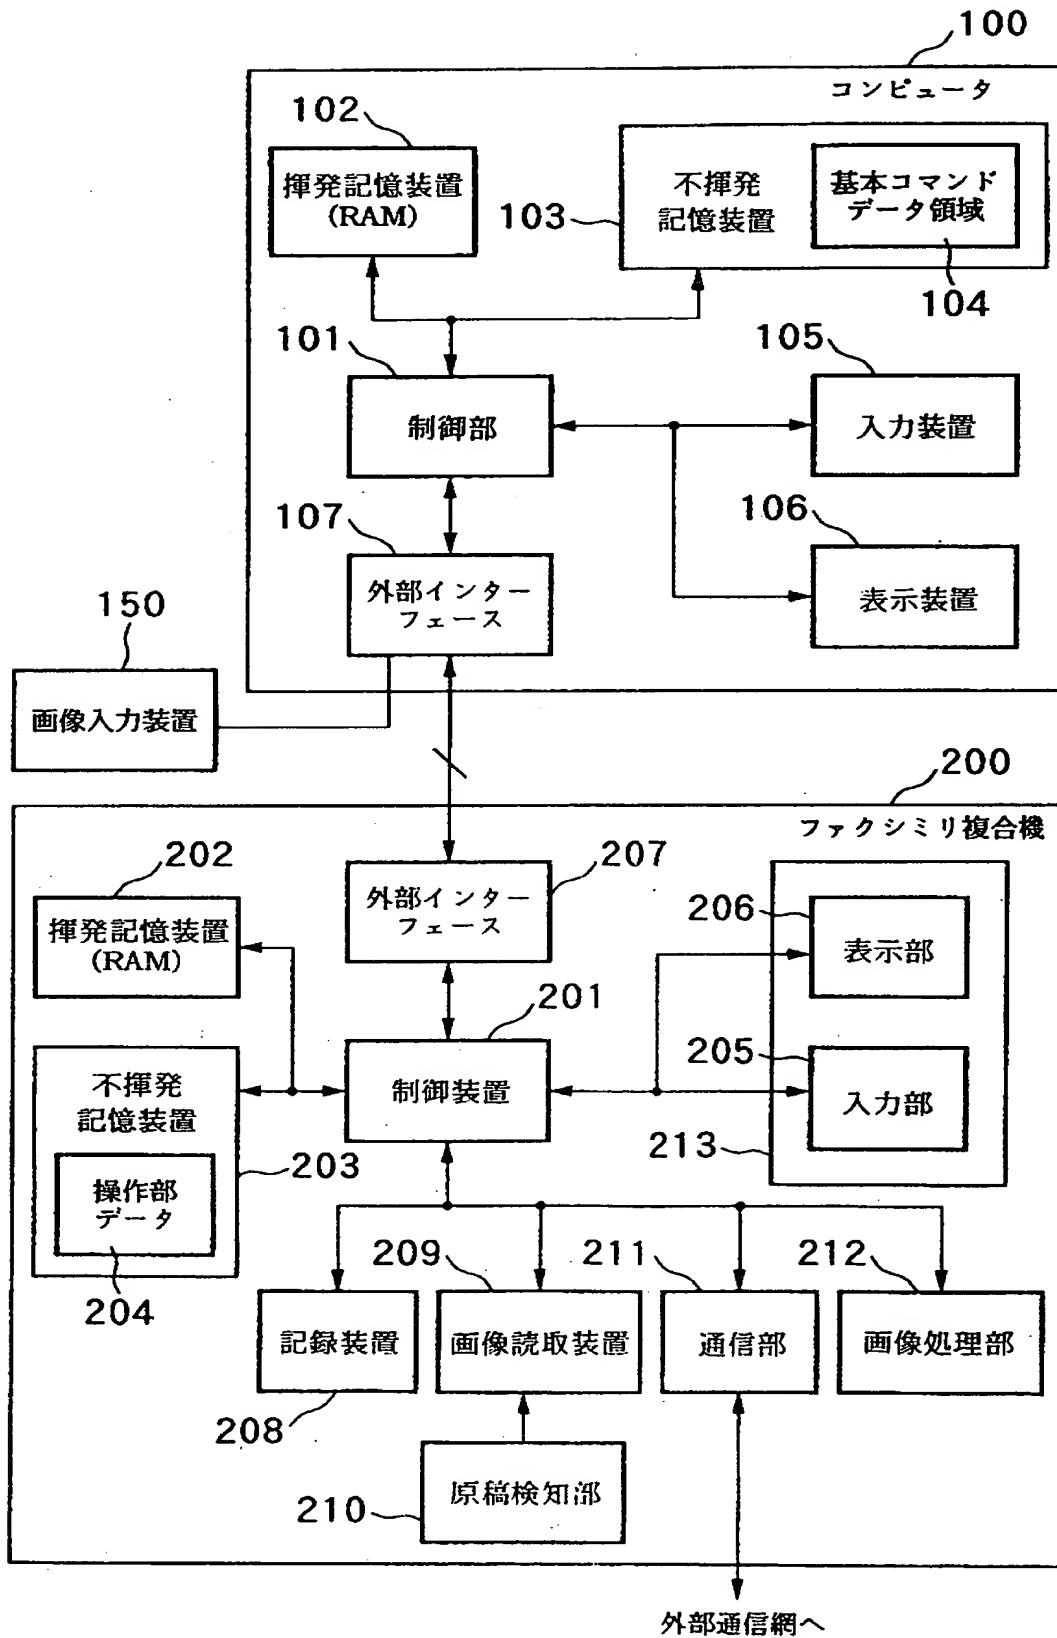 100
コンピュータ
102
揮発記憶装置
(RAM)
103
不揮発
記憶装置
基本コマンド
データ領域
104
101
制御部
105
入力装置
107
外部インター
フェース
106
表示装置
150
画像入力装置
200
ファクシミリ複合機
202
揮発記憶装置
(RAM)
207
外部インター
フェース
206
表示部
201
制御装置
205
入力部
213
不揮発
記憶装置
203
操作部
データ
204
209
211
212
記録装置
画像読取装置
通信部
画像処理部
208
210
原稿検知部
外部通信網へ